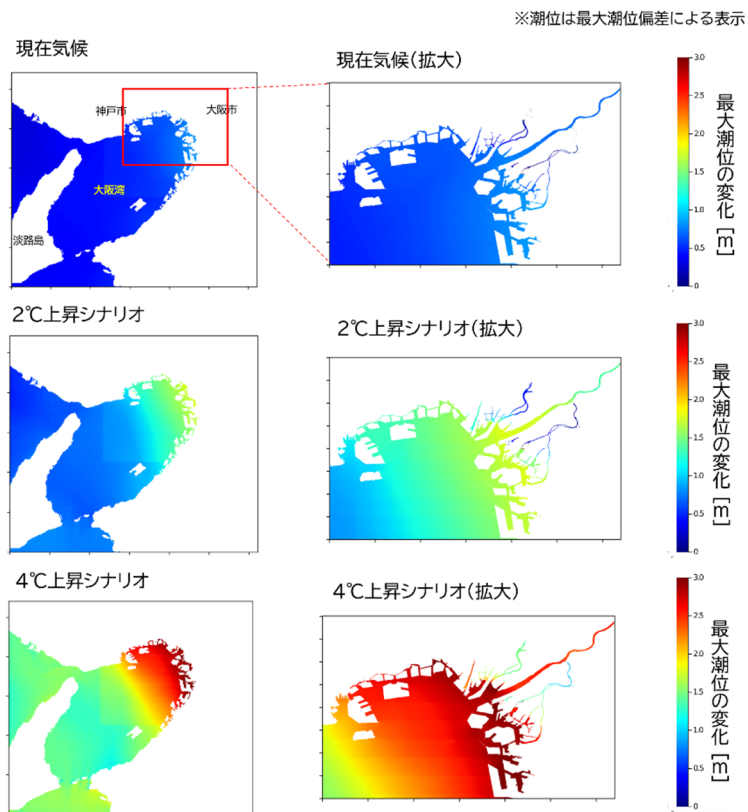 ※潮位は最大潮位偏差による表示
現在気候
現在気候(拡大)
神戸市
大阪市
大阪湾
淡路島
3.0
2.5
2.0
1.5
1.0
0.5
0
最大潮位の変化 [m]
2℃上昇シナリオ
2℃上昇シナリオ(拡大)
3.0
2.5
2.0
1.5
1.0
0.5
0
最大潮位の変化 [m]
4℃上昇シナリオ
4℃上昇シナリオ(拡大)
3.0
2.5
2.0
1.5
1.0
0.5
0
最大潮位の変化 [m]